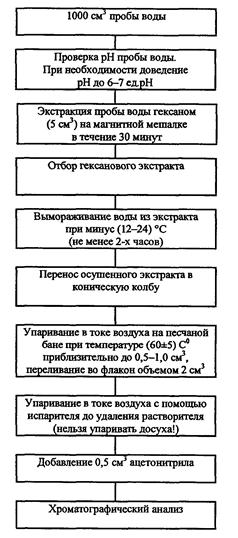 1000 см³ пробы воды
Проверка pH пробы воды.
При необходимости доведение
pH до 6–7 ед.pH
Экстракция пробы воды гексаном
(5 см³) на магнитной мешалке
в течение 30 минут
Отбор гексанового экстракта
Вымораживание воды из экстракта
при минус (12–24) °С
(не менее 2-х часов)
Перенос осушенного экстракта в
коническую колбу
Упаривание в токе воздуха на песчаной
бане при температуре (60±5) С⁰
приблизительно до 0,5–1,0 см³,
переливание во флакон объемом 2 см³
Упаривание в токе воздуха с помощью
испарителя до удаления растворителя
(нельзя упаривать досуха!)
Добавление 0,5 см³ ацетонитрила
Хроматографический анализ